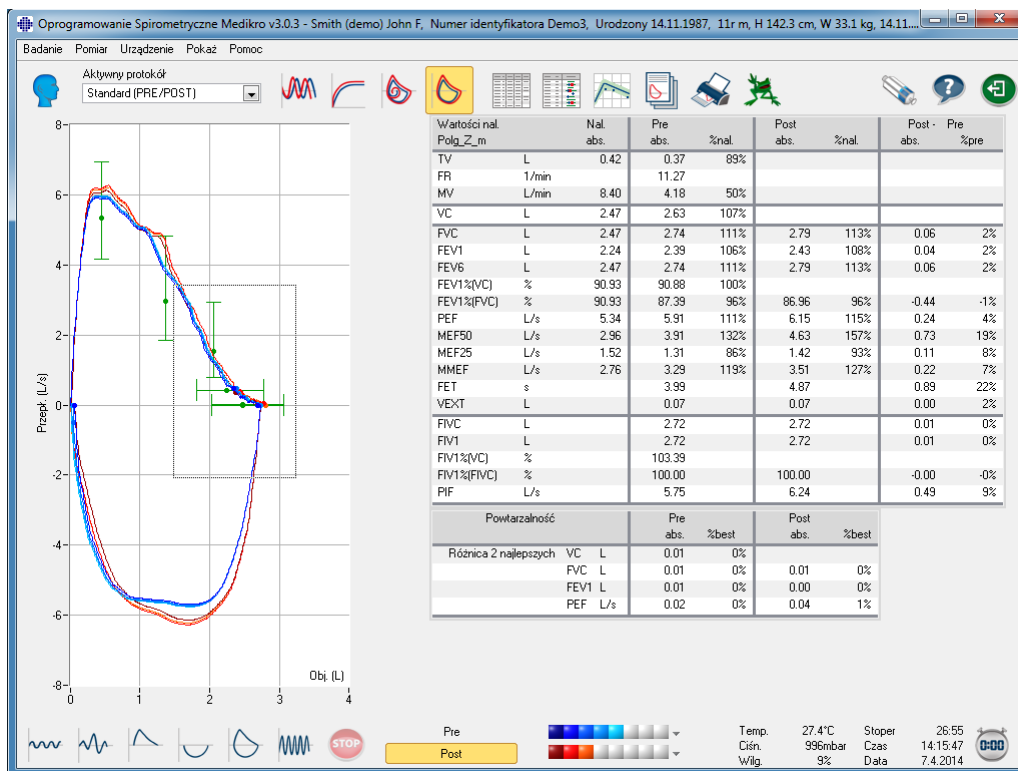 Oprogramowanie Spirometryczne Medikro v3.0.3 - Smith (demo) John F, Numer identyfikatora Demo3, Urodzony 14.11.1987, 11r m, H 142.3 cm, W 33.1 kg, 14.11....
Badanie Pomiar Urządzenie Pokaż Pomoc
Aktywny protokół
Standard (PRE/POST)
Wartości nal. Nal. Pre Post Post - Pre
Polg_Z_m abs. abs. %nal. abs. %nal. abs. %pre
TV L 0.42 0.37 89%
FR 1/min 11.27
MV L/min 8.40 4.18 50%
VC L 2.47 2.63 107%
FVC L 2.47 2.74 111% 2.79 113% 0.06 2%
FEV1 L 2.24 2.39 106% 2.43 108% 0.04 2%
FEV6 L 2.47 2.74 111% 2.79 113% 0.06 2%
FEV1%(VC) % 90.93 90.88 100%
FEV1%(FVC) % 90.93 87.39 96% 86.96 96% -0.44 -1%
PEF L/s 5.34 5.91 111% 6.15 115% 0.24 4%
MEF50 L/s 2.96 3.91 132% 4.63 157% 0.73 19%
MEF25 L/s 1.52 1.31 86% 1.42 93% 0.11 8%
MMEF L/s 2.76 3.29 119% 3.51 127% 0.22 7%
FET s 3.99 4.87 0.89 22%
VEXT L 0.07 0.07 0.00 2%
FIVC L 2.72 2.72 0.01 0%
FIV1 L 2.72 2.72 0.01 0%
FIV1%(VC) % 103.39
FIV1%(FIVC) % 100.00 100.00 -0.00 -0%
PIF L/s 5.75 6.24 0.49 9%
Powtarzalność Pre Post
abs. %best abs. %best
Różnica 2 najlepszych VC L 0.01 0%
FVC L 0.01 0% 0.01 0%
FEV1 L 0.01 0% 0.00 0%
PEF L/s 0.02 0% 0.04 1%
8
6
4
2
0
-2
-4
-6
-8
Przepł. (L/s)
Obj. (L)
0 1 2 3 4
STOP
Pre
Post
Temp. 27.4°C Stoper 26:55
Ciśn. 996mbar Czas 14:15:47
Wilg. 9% Data 7.4.2014
0:00